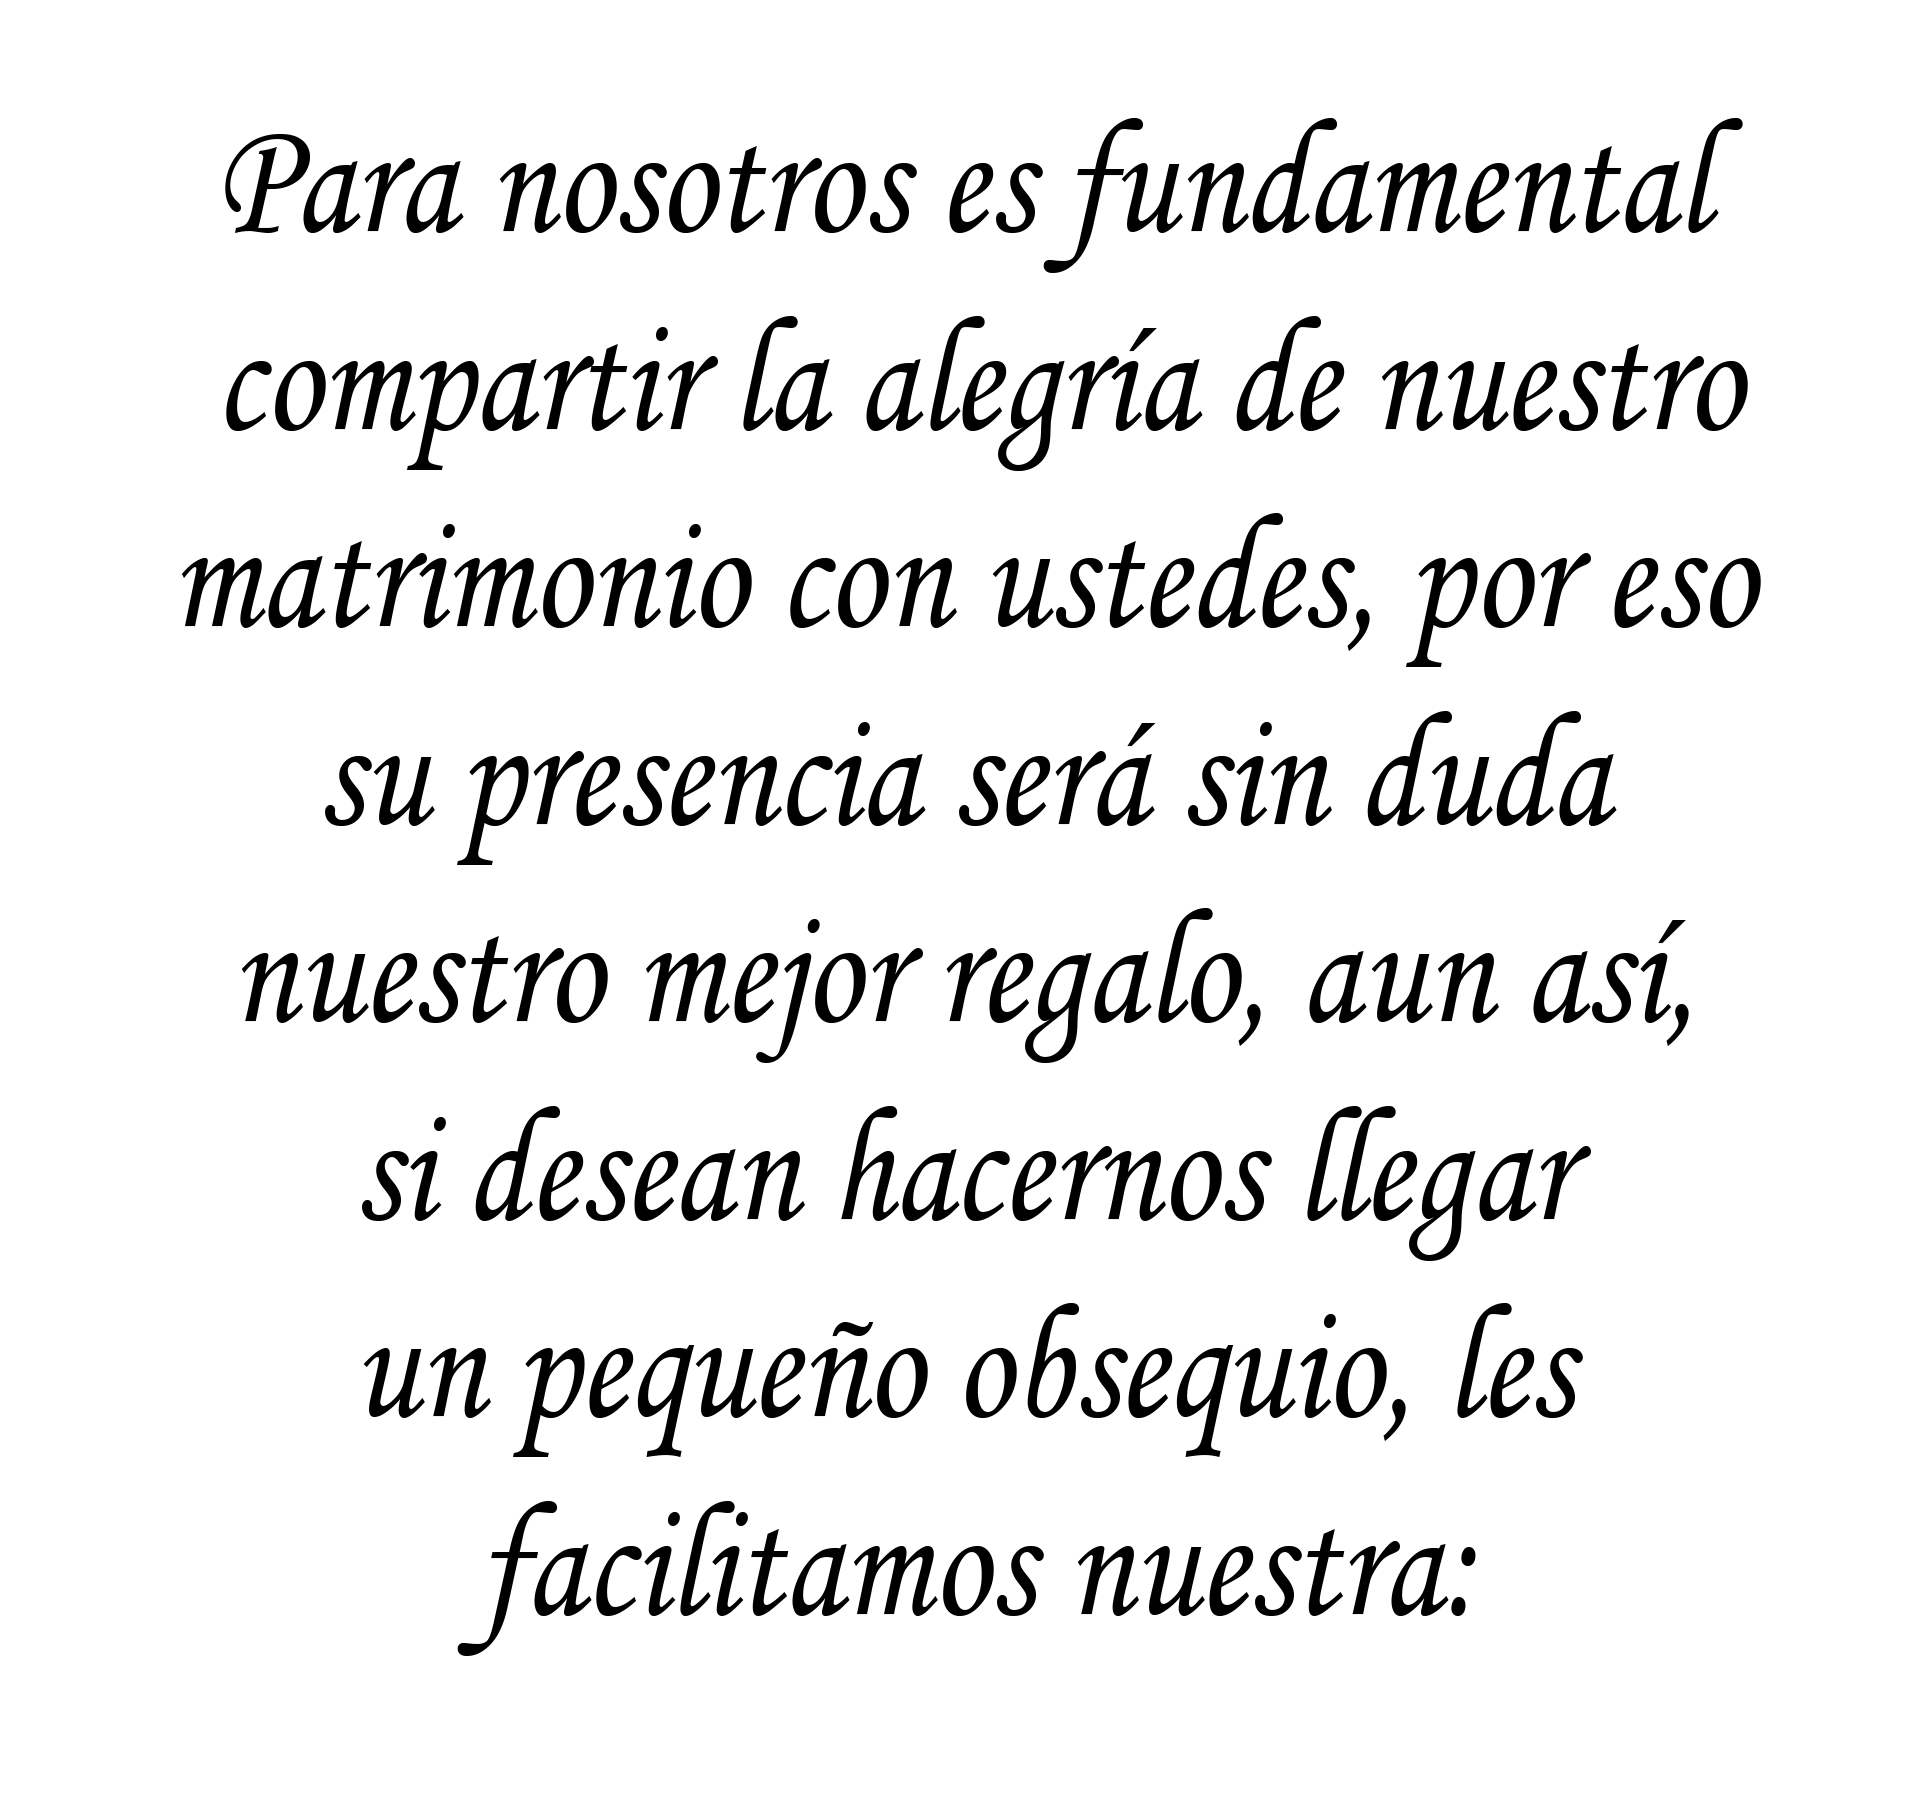 Para nosotros es fundamental
compartir la alegría de nuestro
matrimonio con ustedes, por eso
su presencia será sin duda
nuestro mejor regalo, aun así,
si desean hacernos llegar
un pequeño obsequio, les
facilitamos nuestra: